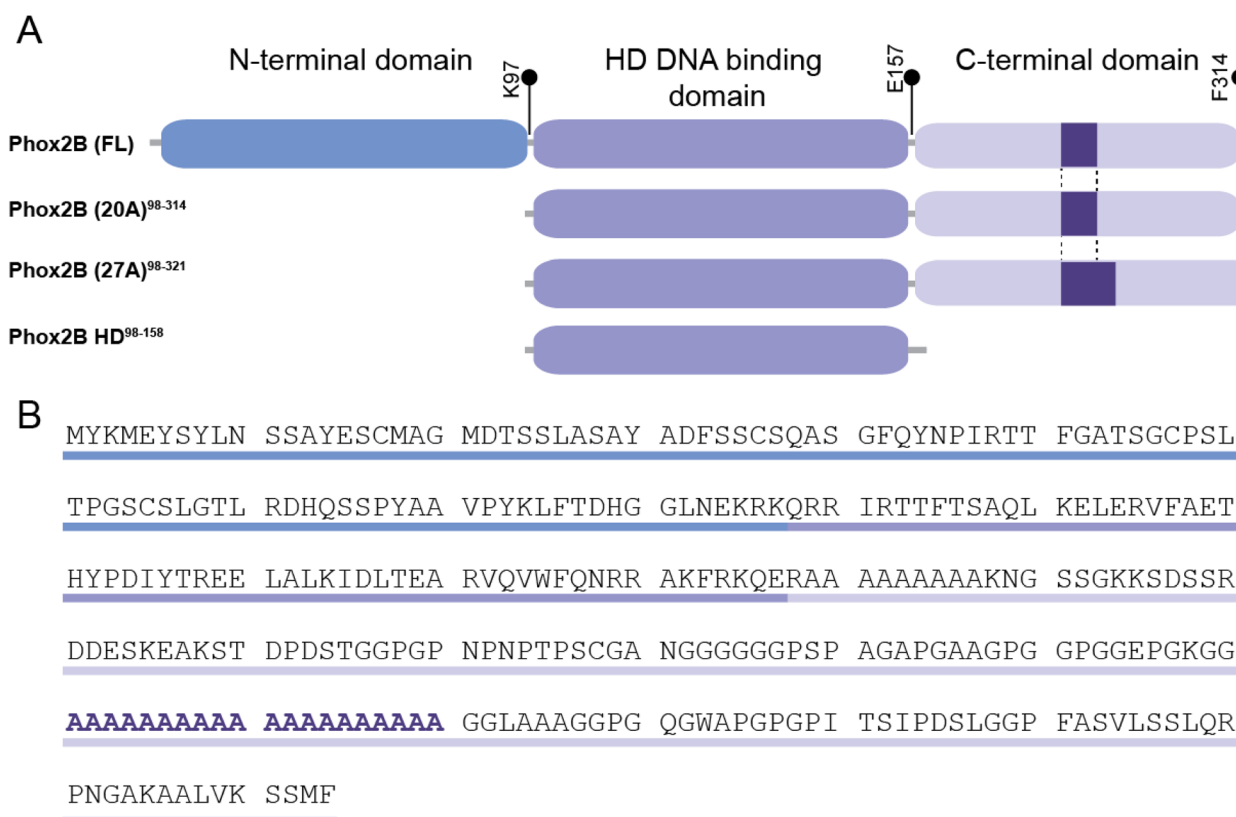 A
N-terminal domain
K97
HD DNA binding
domain
E157
C-terminal domain
F314
Phox2B (FL)
Phox2B (20A)98-314
Phox2B (27A)98-321
Phox2B HD98-158
B
MYKMEYSYLN SSAYESCMAG MDTSSLASAY ADFSSCSQAS GFQYNPIRTT FGATSGCPSL
TPGSCSLGTL RDHQSSPYAA VPYKLFTDHG GLNEKRKQRR IRTTFTSAQL KELERVFAET
HYPDIYTREE LALKIDLTEA RVQVWFQNRR AKFRKQERAA AAAAAAAKNG SSGKKSDSSR
DDESKEAKST DPDSTGGPGP NPNPTPSCGA NGGGGGGPSP AGAPGAAGPG GPGGEPGKGG
AAAAAAAAAA AAAAAAAAAA GGLAAAGGPG QGWAPGPGPI TSIPDSLGGP FASVLSSLQR
PNGAKAALVK SSMF